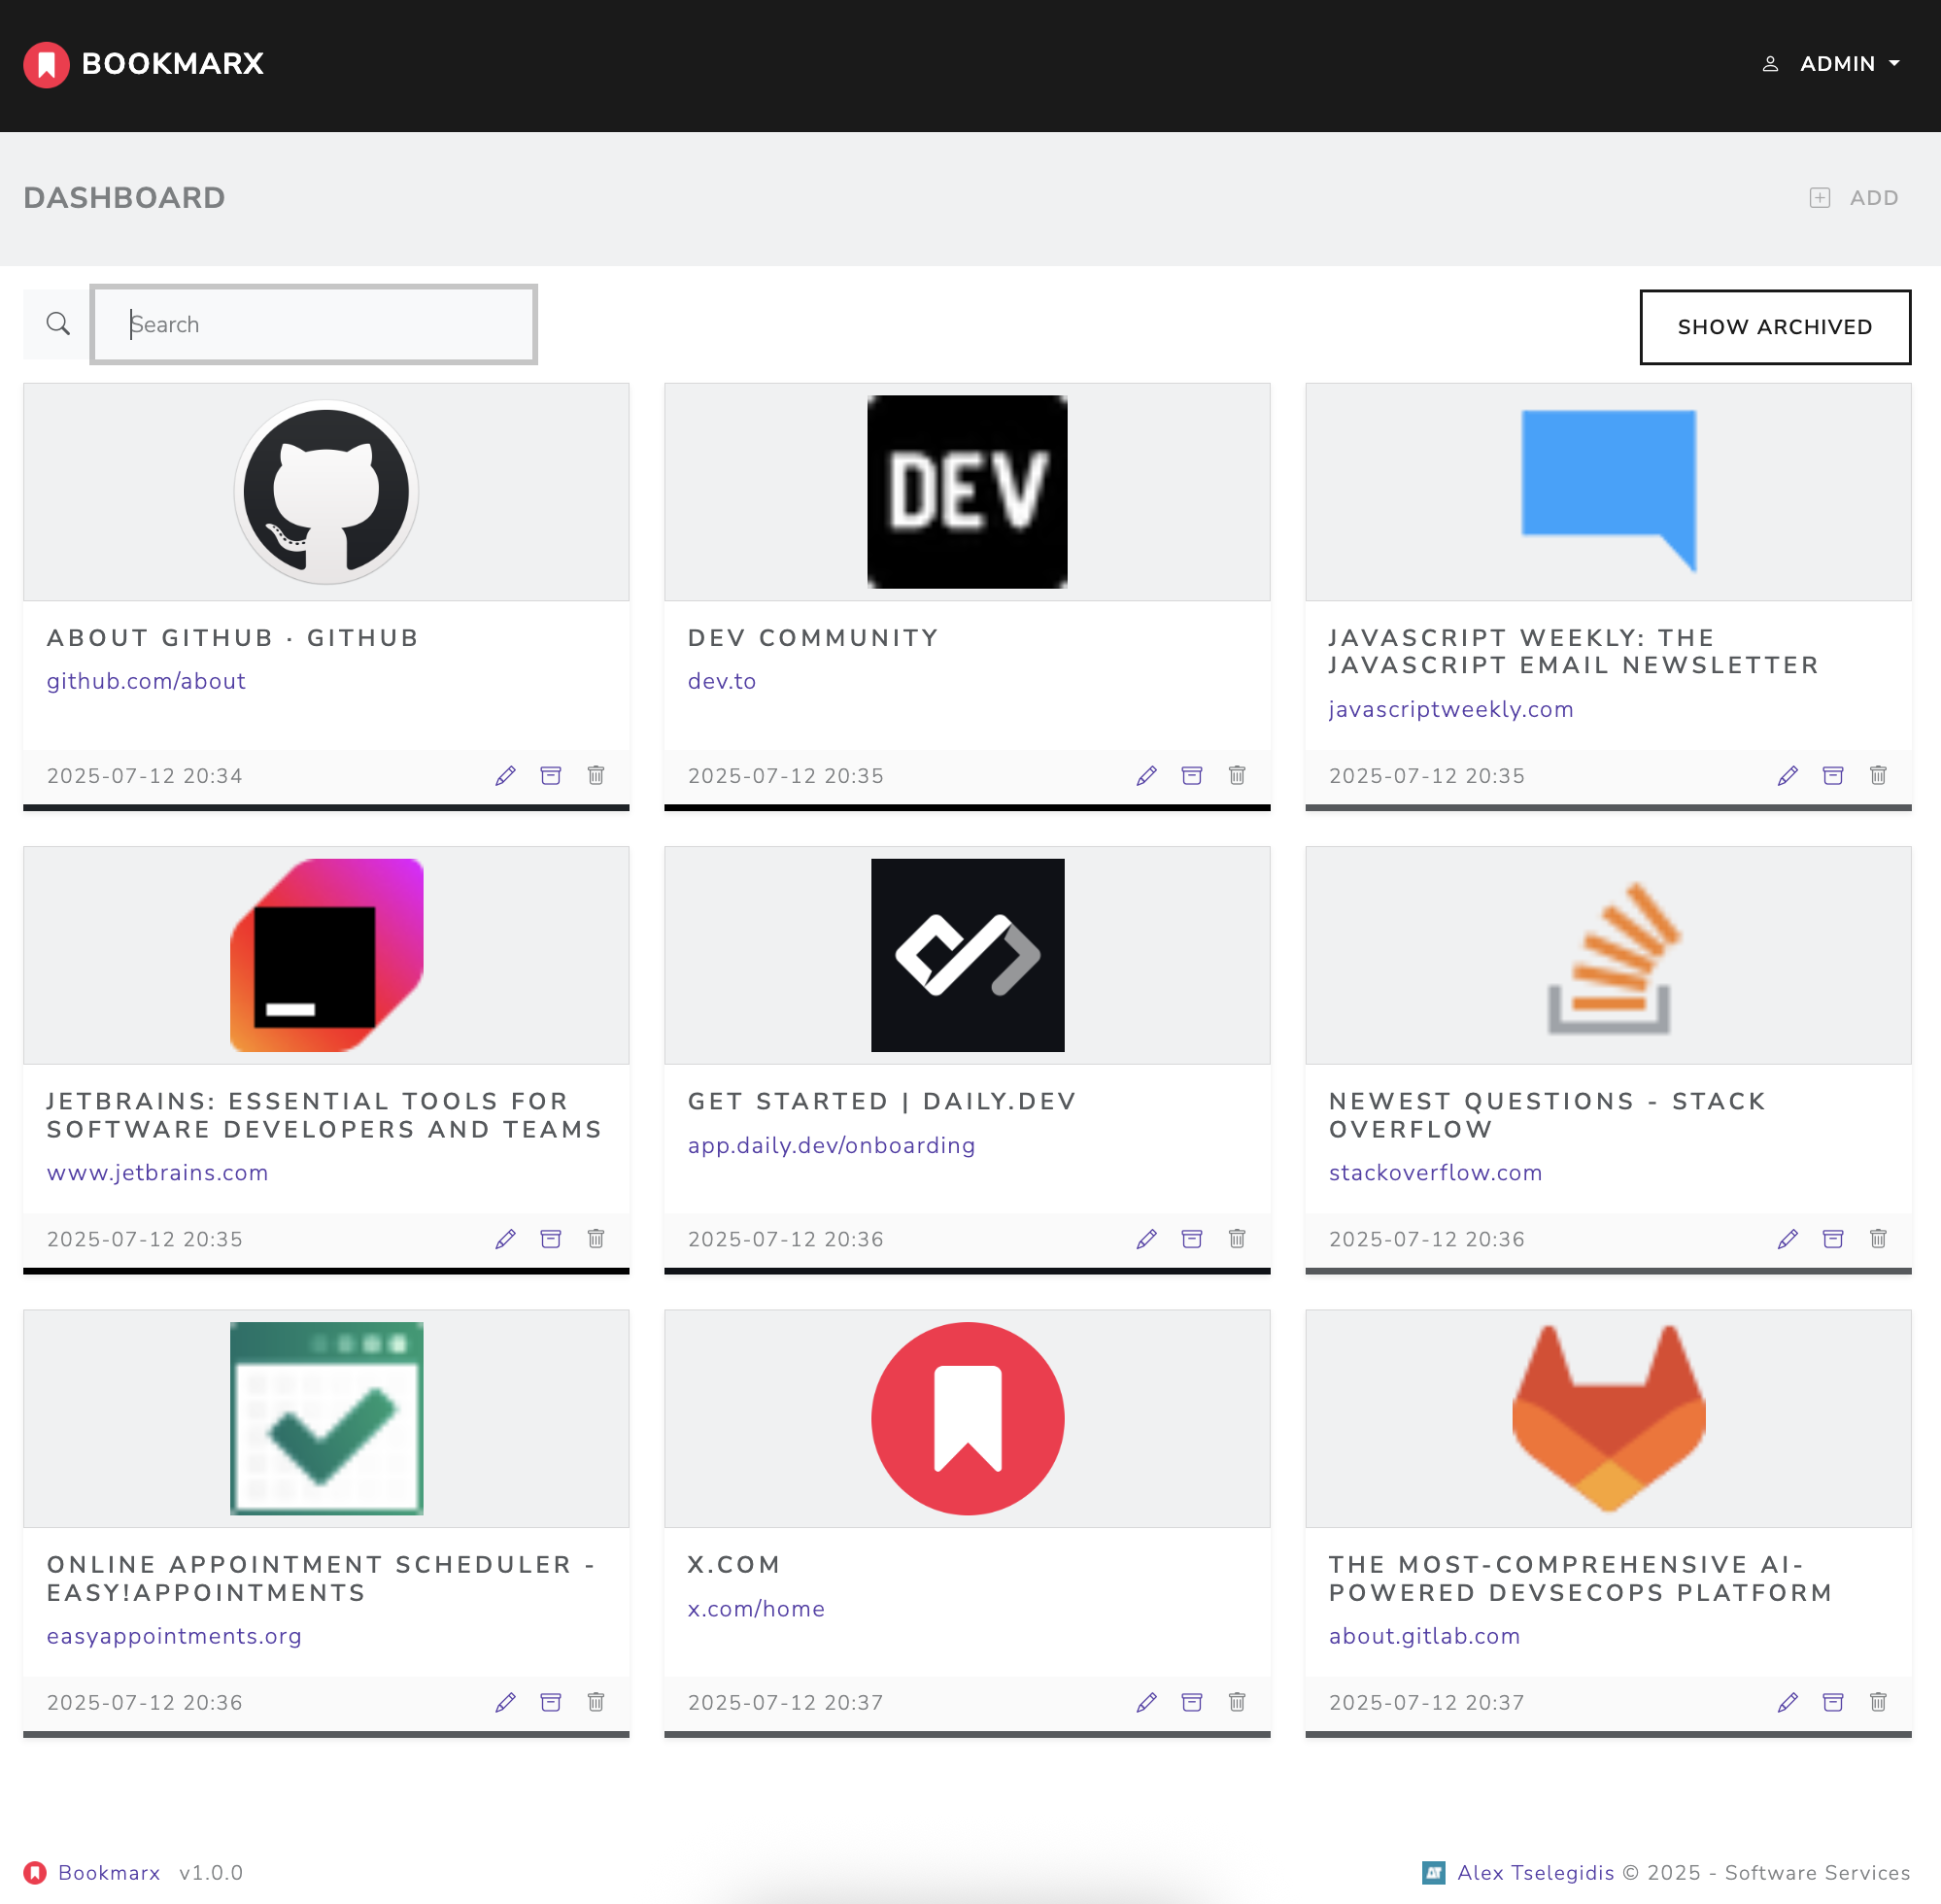 BOOKMARX
ADMIN
DASHBOARD
ADD
Search
SHOW ARCHIVED
DEV
ABOUT GITHUB · GITHUB
github.com/about
2025-07-12 20:34
DEV COMMUNITY
dev.to
2025-07-12 20:35
JAVASCRIPT WEEKLY: THE
JAVASCRIPT EMAIL NEWSLETTER
javascriptweekly.com
2025-07-12 20:35
JETBRAINS: ESSENTIAL TOOLS FOR
SOFTWARE DEVELOPERS AND TEAMS
www.jetbrains.com
2025-07-12 20:35
GET STARTED | DAILY.DEV
app.daily.dev/onboarding
2025-07-12 20:36
NEWEST QUESTIONS - STACK
OVERFLOW
stackoverflow.com
2025-07-12 20:36
ONLINE APPOINTMENT SCHEDULER -
EASY!APPOINTMENTS
easyappointments.org
2025-07-12 20:36
X.COM
x.com/home
2025-07-12 20:37
THE MOST-COMPREHENSIVE AI-
POWERED DEVSECOPS PLATFORM
about.gitlab.com
2025-07-12 20:37
Bookmarx v1.0.0
AT Alex Tselegidis © 2025 - Software Services